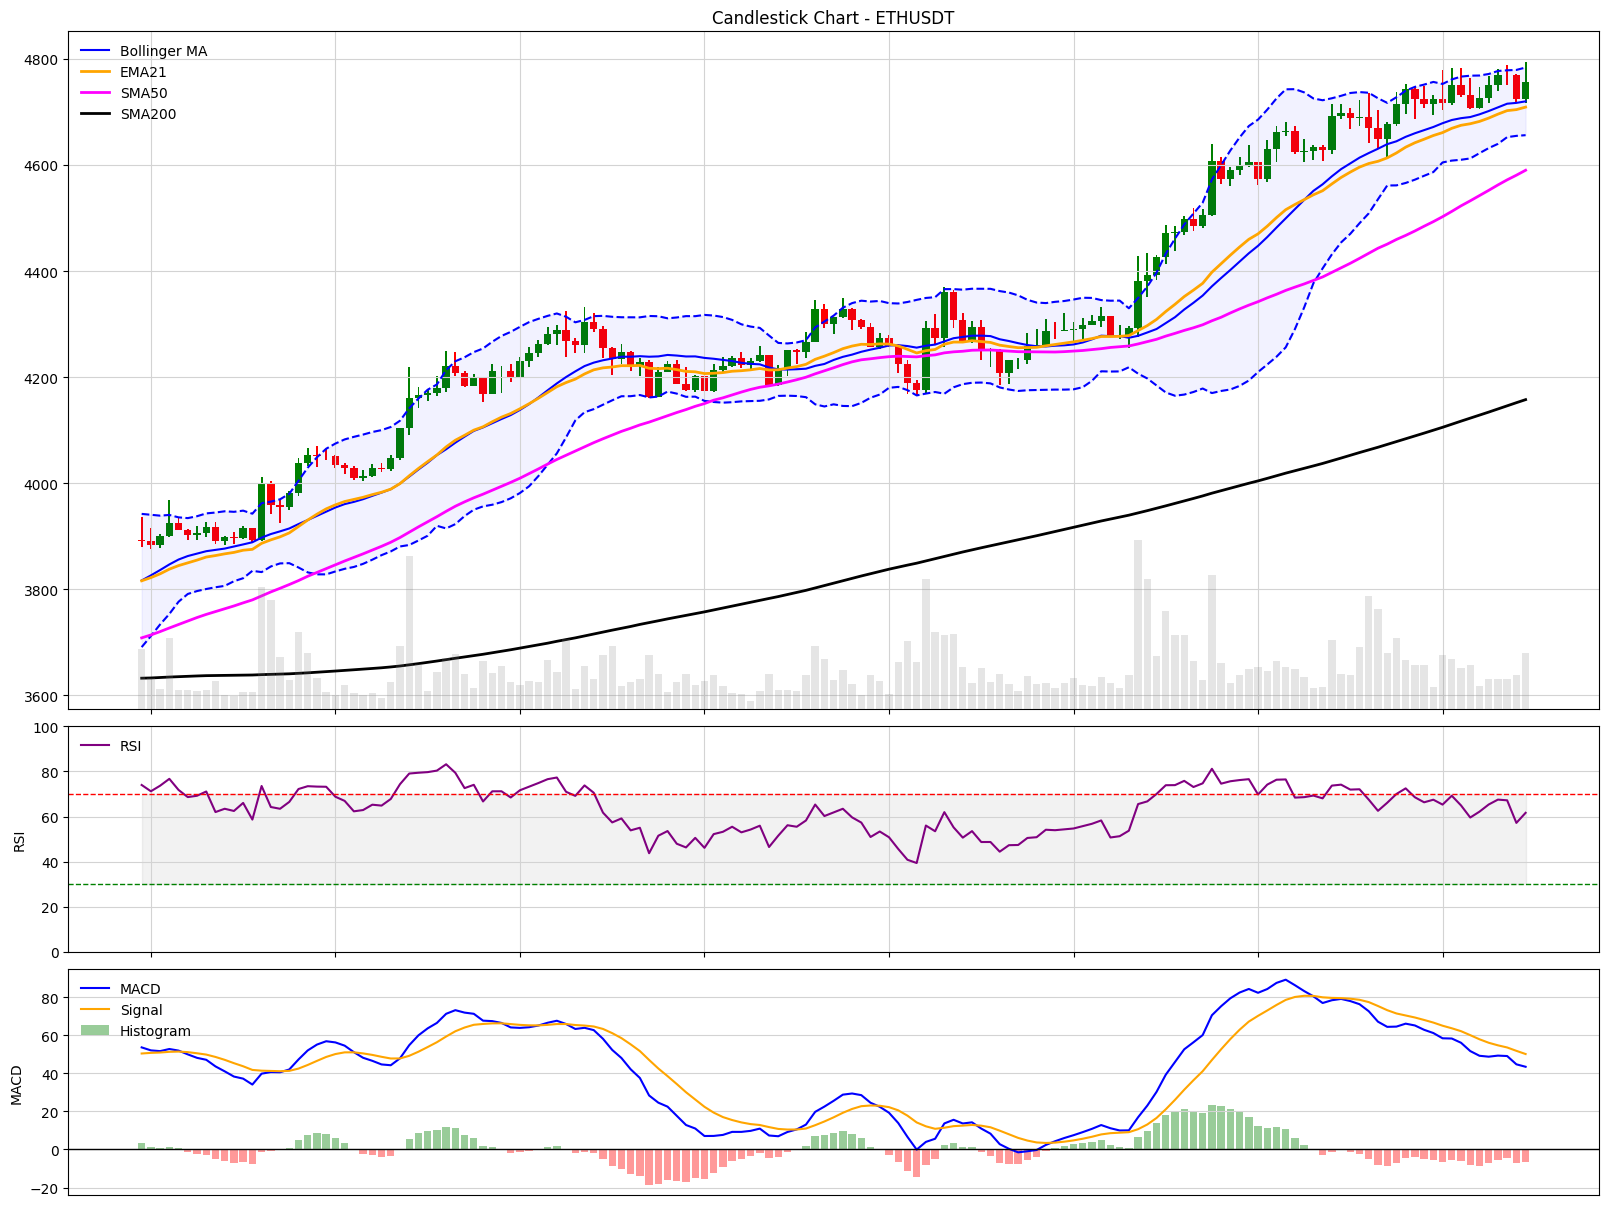 Candlestick Chart - ETHUSDT
Bollinger MA
EMA21
SMA50
SMA200
4800
4600
4400
4200
4000
3800
3600
RSI
100
80
60
40
20
0
RSI
MACD
Signal
Histogram
80
60
40
20
0
−20
MACD